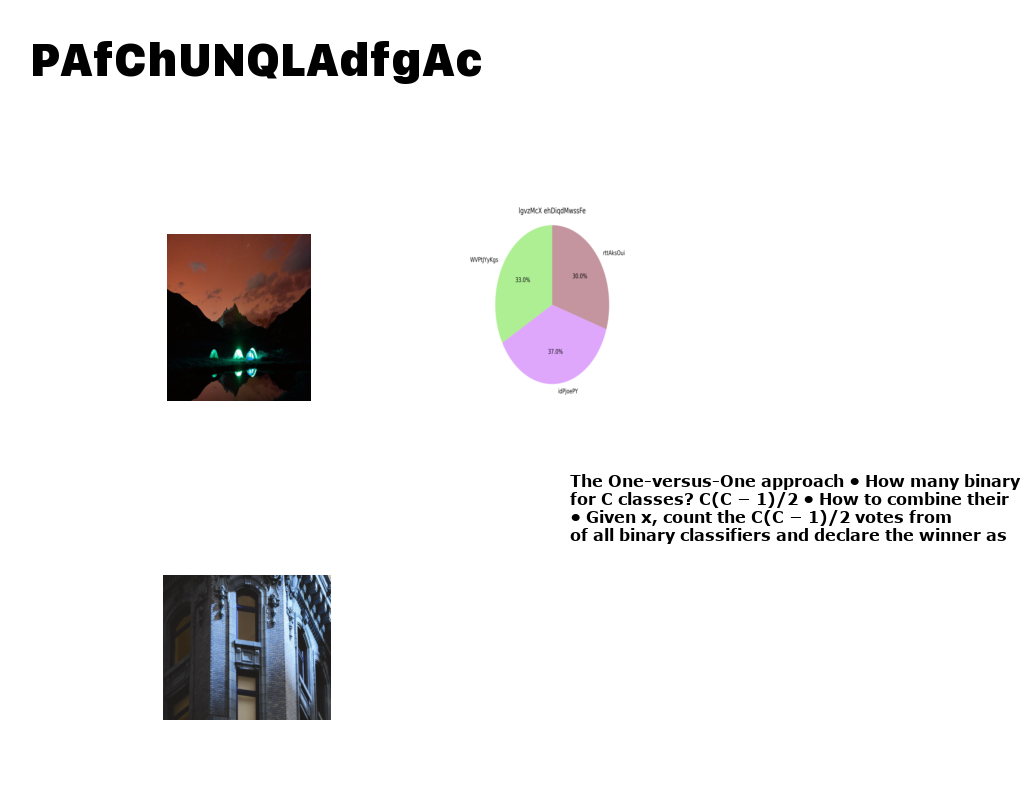 PAfChUNQLAdfgAc
lgvzMcX ehDiqdMwssFe
WVPtJYyKgs
rttAksOui
33.0%
30.0%
37.0%
idPjoePY
The One-versus-One approach • How many binary
for C classes? C(C − 1)/2 • How to combine their
• Given x, count the C(C − 1)/2 votes from
of all binary classifiers and declare the winner as